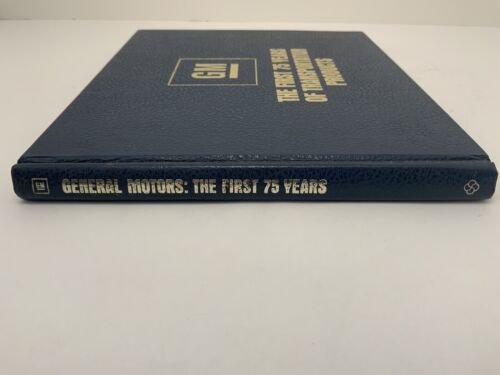 GM
THE FIRST 75 YEARS
OF TRANSPORTATION
PRODUCTS
GM
GENERAL MOTORS: THE FIRST 75 YEARS